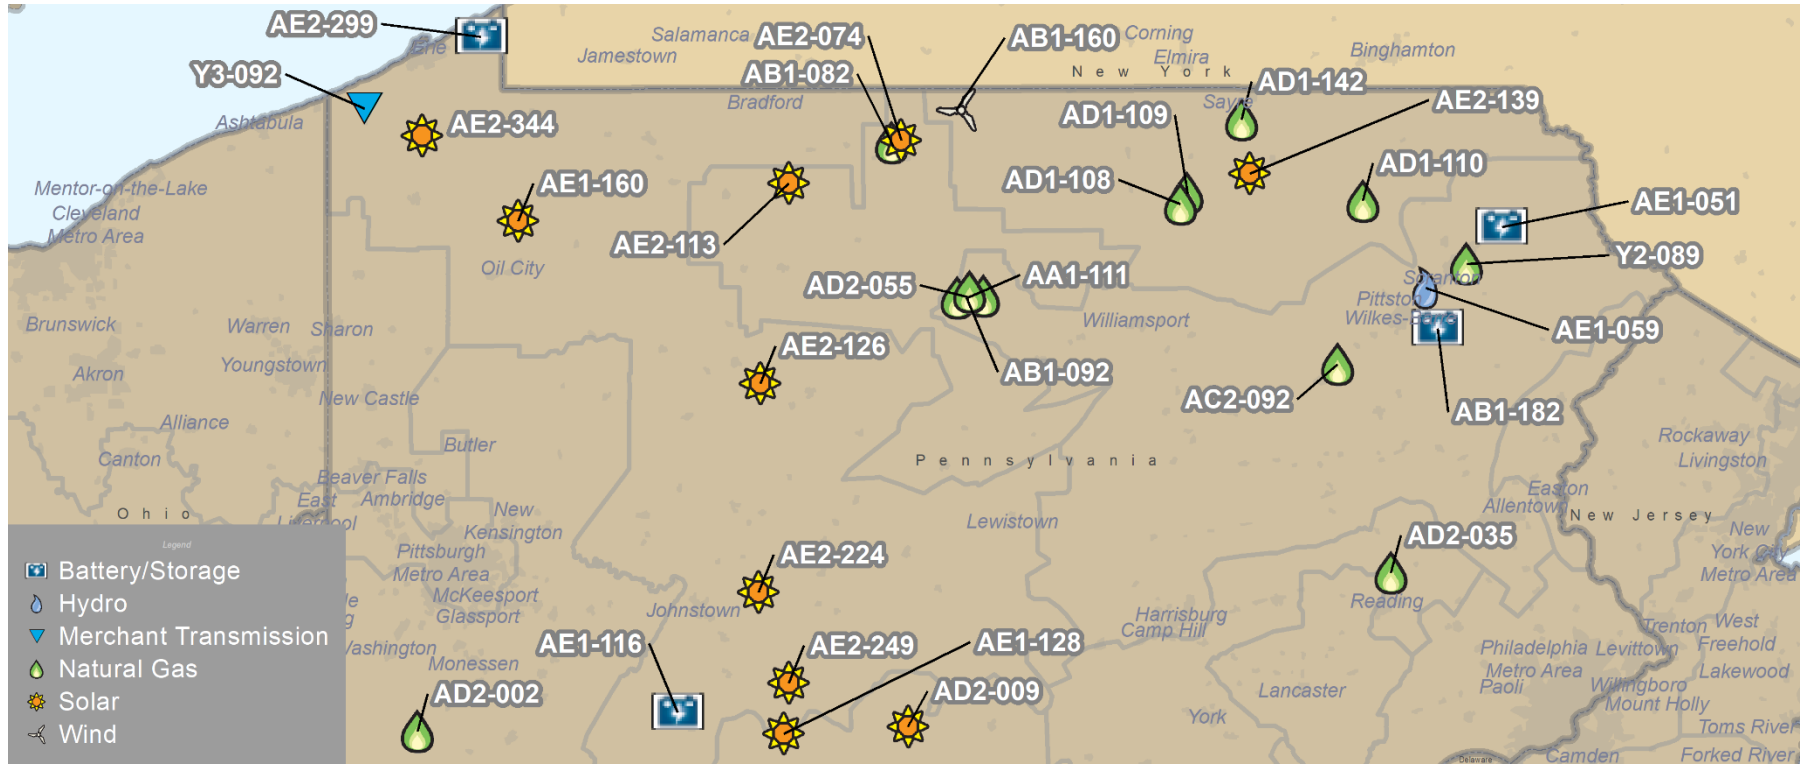 AE2-299
Y3-092
Erie
Jamestown
Salamanca
AE2-074
AB1-082
AB1-160
Corning
Elmira
Binghamton
New York
Bradford
Ashtabula
AE2-344
AD1-142
Sayre
AE2-139
AD1-109
AD1-108
AD1-110
Mentor-on-the-Lake
Cleveland
Metro Area
AE1-160
AE2-113
Oil City
AE1-051
Y2-089
Scranton
Pittston
Wilkes-Barre
AE1-059
AD2-055
AA1-111
AB1-092
Williamsport
Brunswick
Warren
Sharon
Youngstown
Akron
New Castle
AE2-126
AC2-092
AB1-182
Alliance
Canton
Butler
Pennsylvania
Rockaway
Livingston
Beaver Falls
Ambridge
East
Liverpool
Ohio
New
Kensington
Lewistown
Easton
Allentown
New Jersey
New
York City
Metro Area
Pittsburgh
Metro Area
McKeesport
Glassport
AE2-224
Johnstown
AD2-035
Reading
Harrisburg
Camp Hill
Trenton
West
Freehold
Philadelphia
Metro Area
Levittown
Paoli
Lakewood
Willingboro
Mount Holly
Washington
Monessen
AD2-002
AE1-116
AE2-249
AE1-128
AD2-009
Lancaster
York
Toms River
Camden
Forked River
Delaware
Legend
Battery/Storage
Hydro
Merchant Transmission
Natural Gas
Solar
Wind